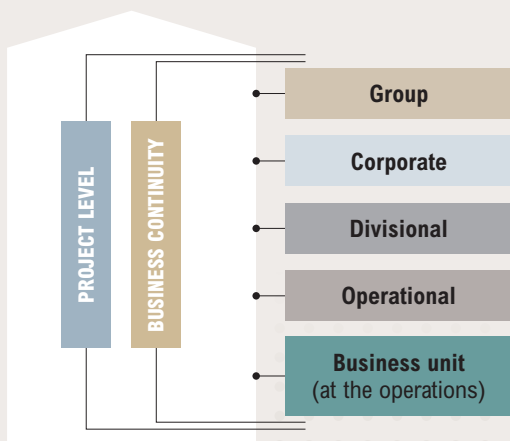 PROJECT LEVEL
BUSINESS CONTINUITY
Group
Corporate
Divisional
Operational
Business unit
(at the operations)